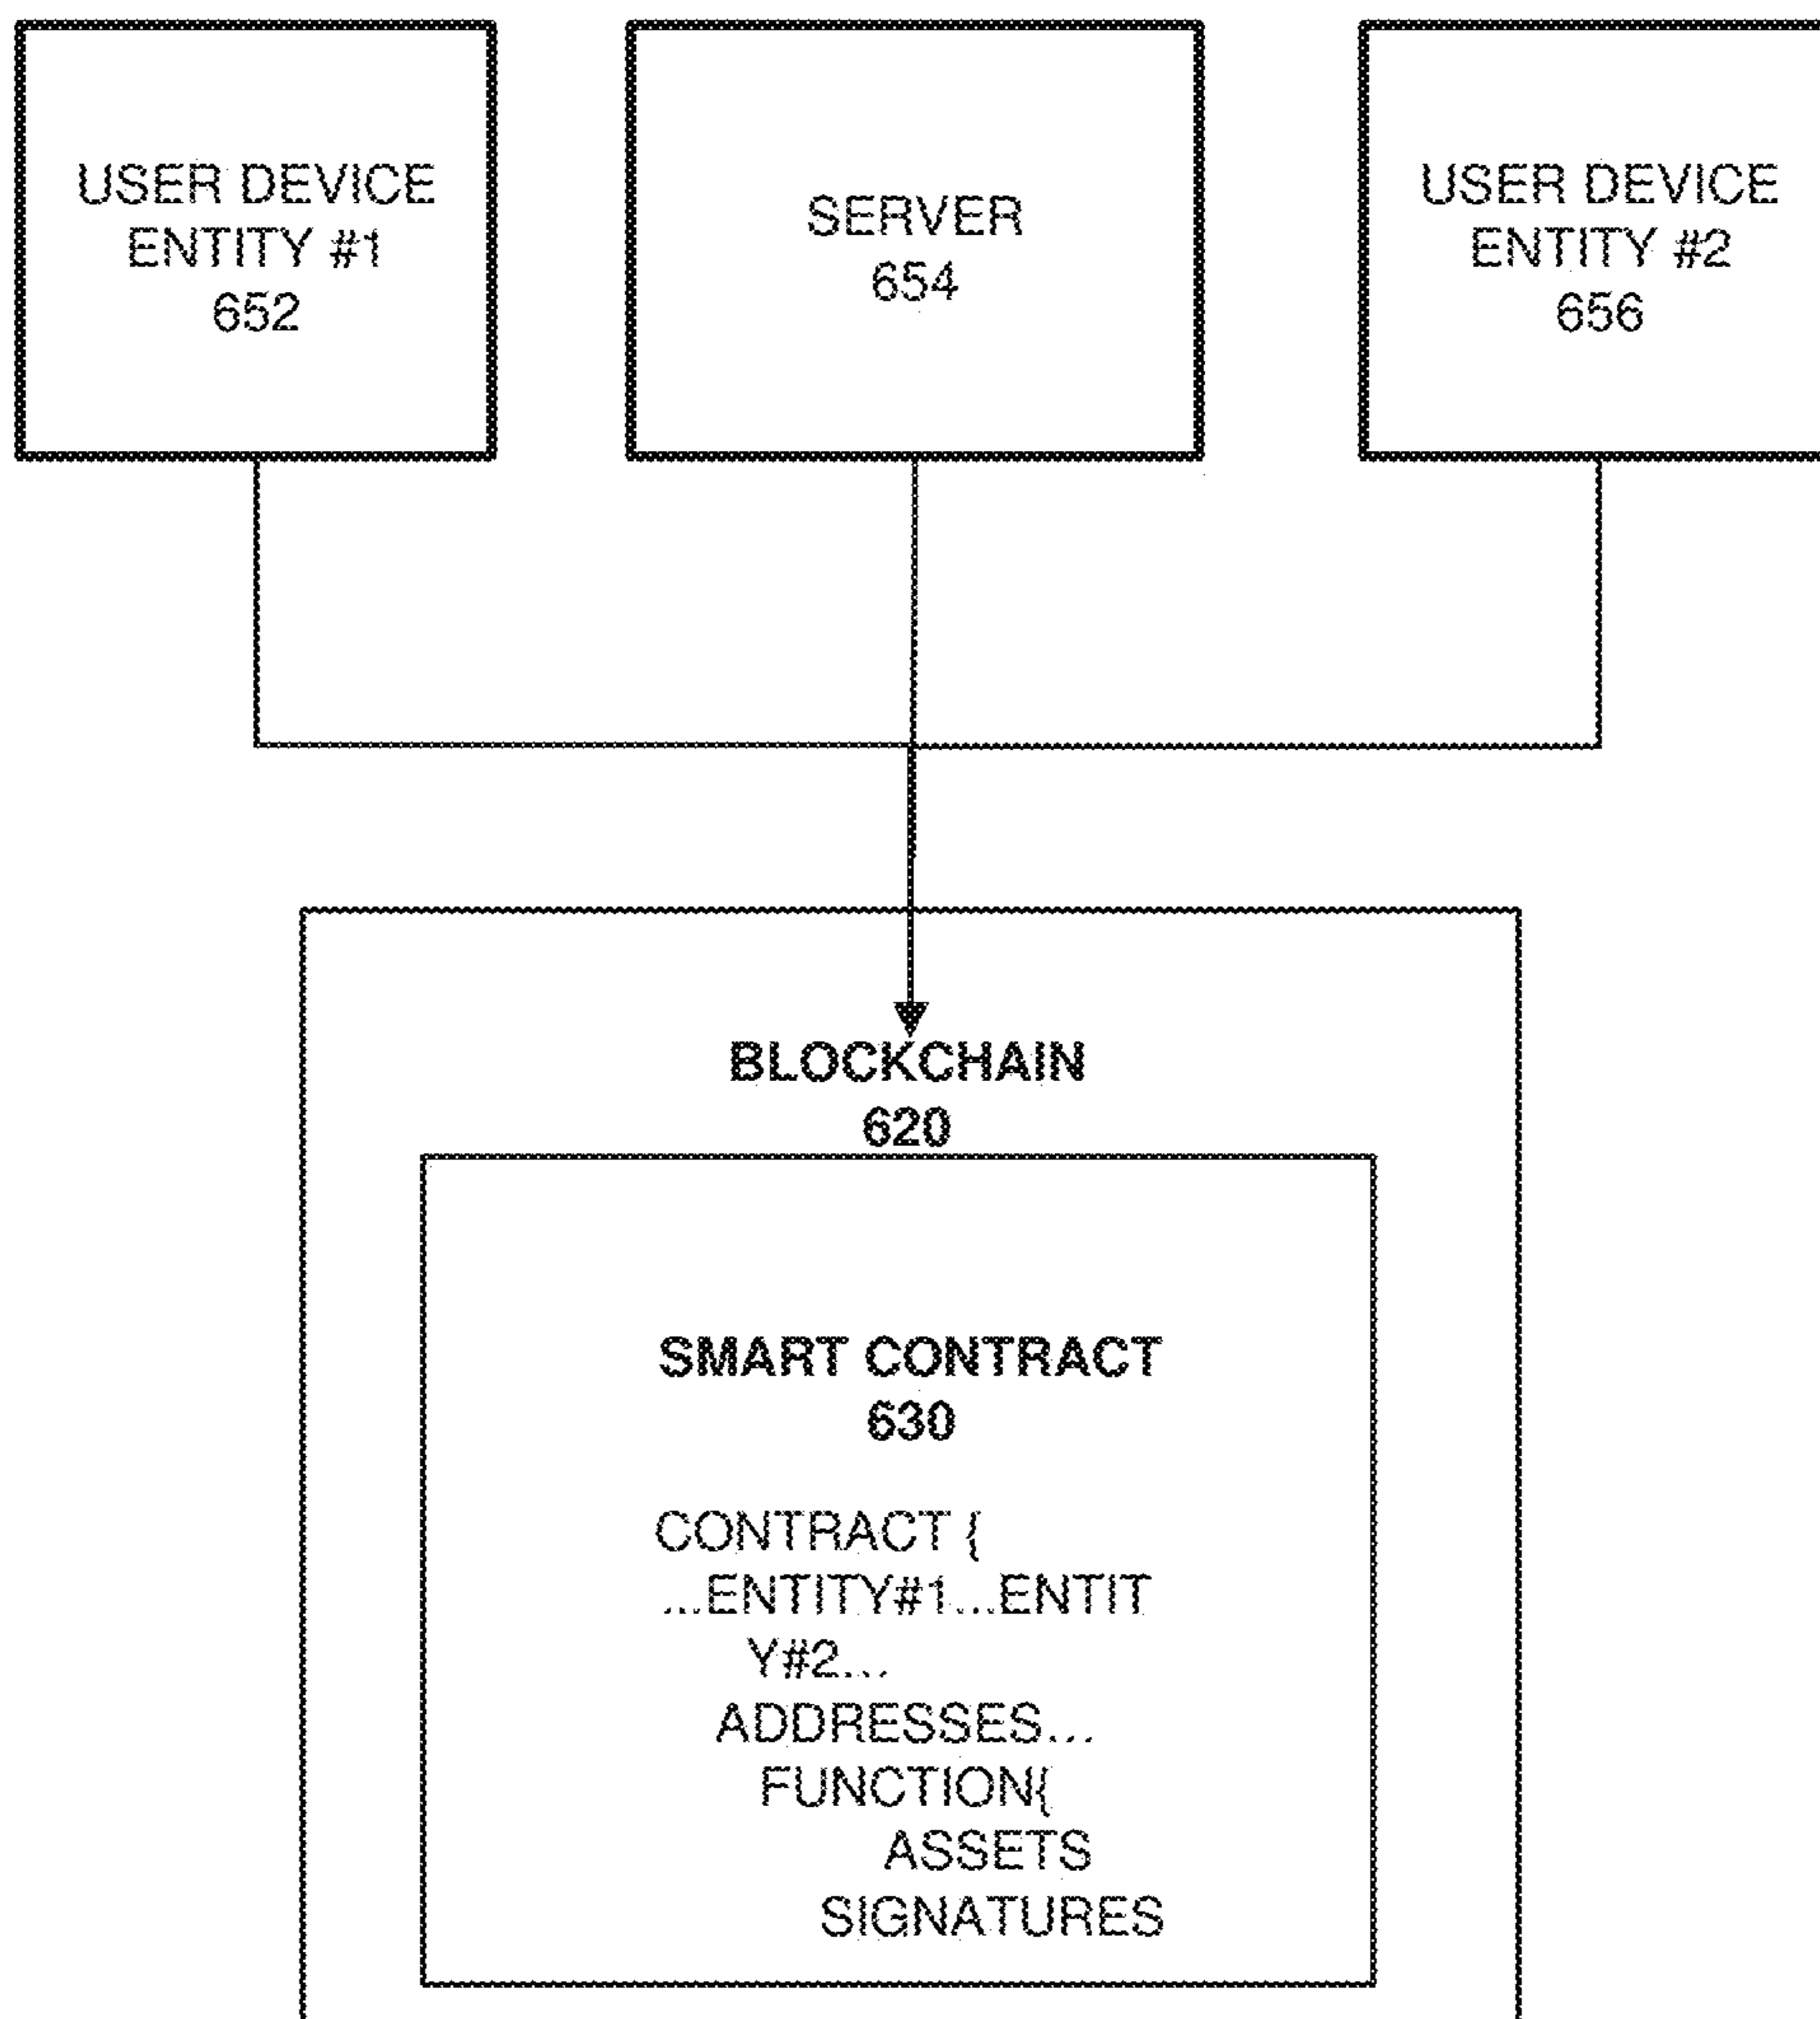 USER DEVICE
ENTITY #1
652
SERVER
654
USER DEVICE
ENTITY #2
656
BLOCKCHAIN
620
SMART CONTRACT
630
CONTRACT {
...ENTITY#1...ENTIT
Y#2...
ADDRESSES...
FUNCTION{
ASSETS
SIGNATURES